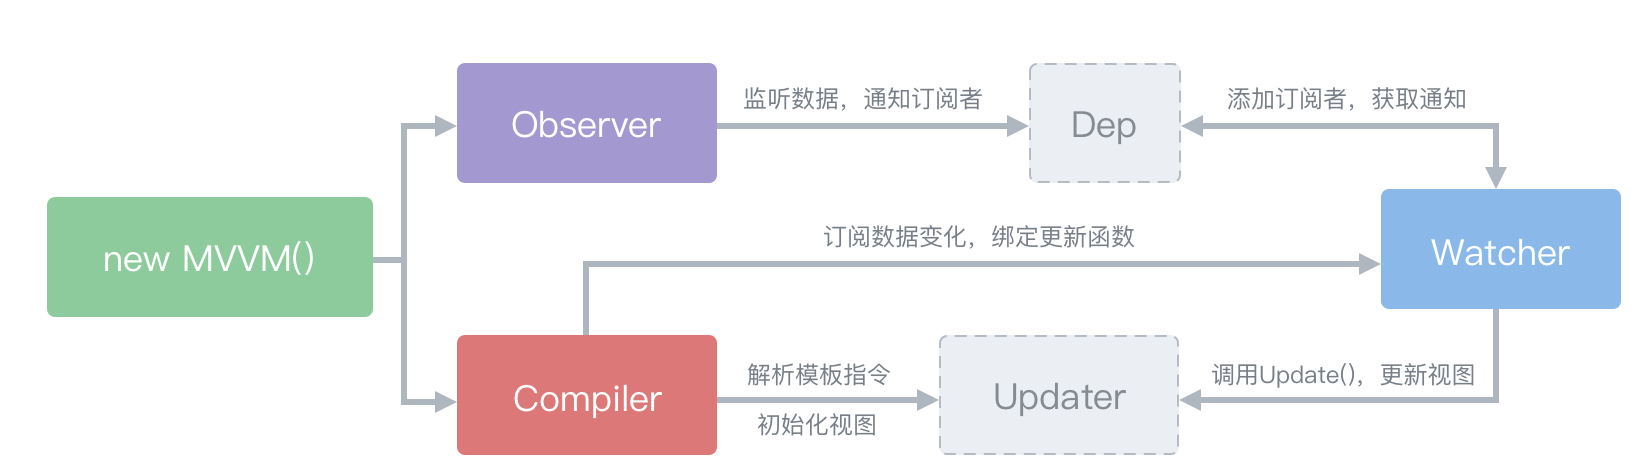 监听数据，通知订阅者
添加订阅者，获取通知
Observer
Dep
订阅数据变化，绑定更新函数
new MVVM()
Watcher
解析模板指令
调用Update()，更新视图
Compiler
Updater
初始化视图